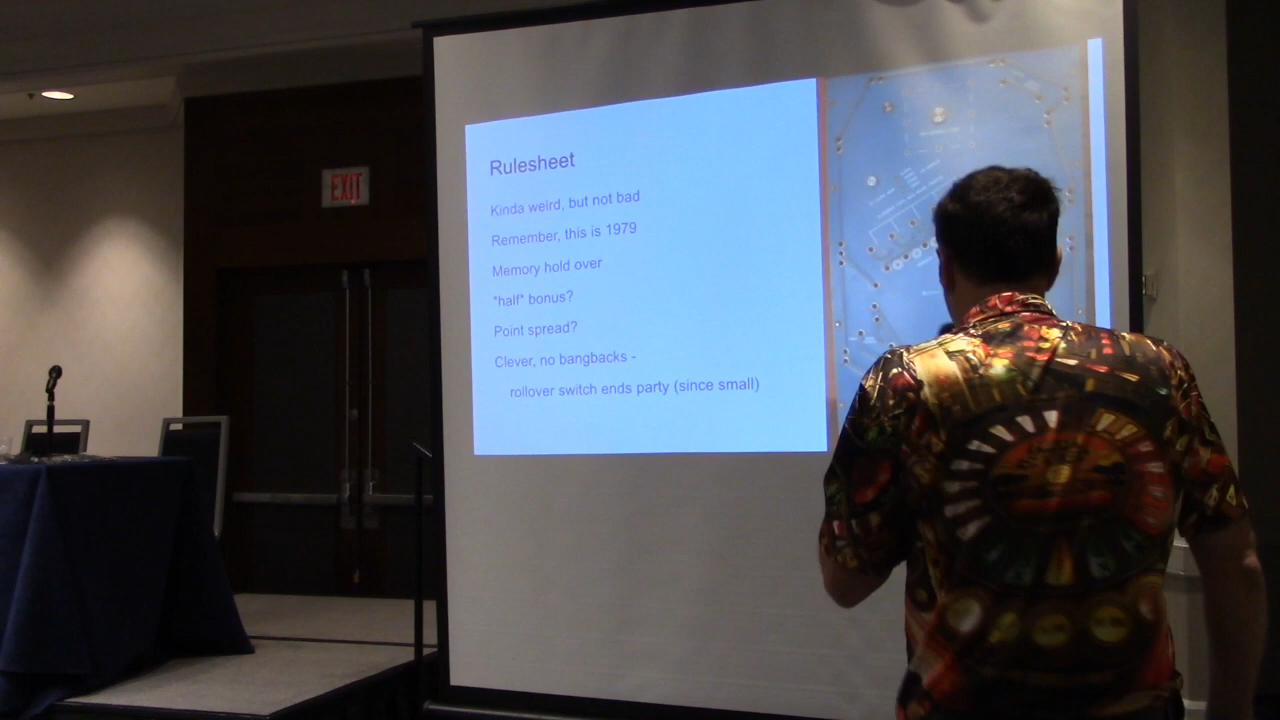 EXIT
Rulesheet
Kinda weird, but not bad
Remember, this is 1979
Memory hold over
*half* bonus?
Point spread?
Clever, no bangbacks -
rollover switch ends party (since small)